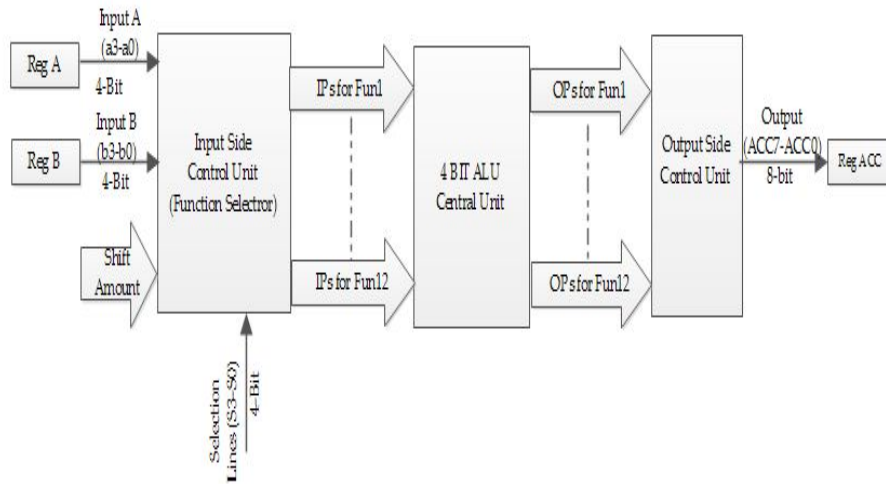 Input A
(a3-a0)
Reg A
4-Bit
Input B
(b3-b0)
Reg B
4-Bit
Shift
Amount
Input Side
Control Unit
(Function Selectror)
Selection
Lines (S3-S0)
4-Bit
IPs for Fun1
IPs for Fun12
4 BIT ALU
Central Unit
OPs for Fun1
OPs for Fun12
Output Side
Control Unit
Output
(ACC7-ACC0)
8-bit
Reg ACC